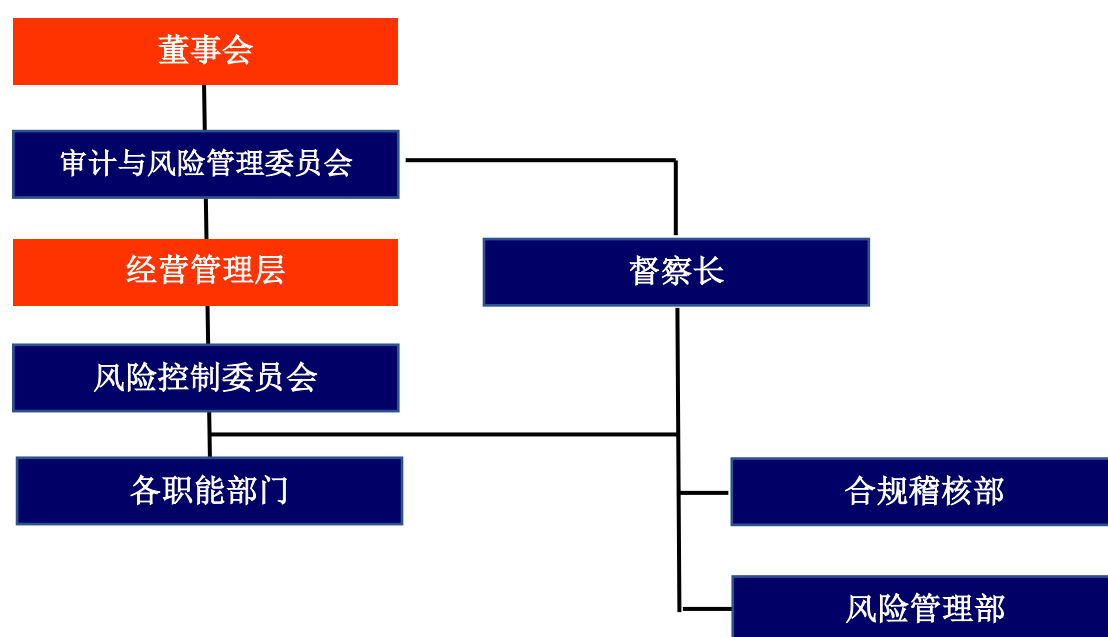 董事会
审计与风险管理委员会
经营管理层
督察长
风险控制委员会
各职能部门
合规稽核部
风险管理部